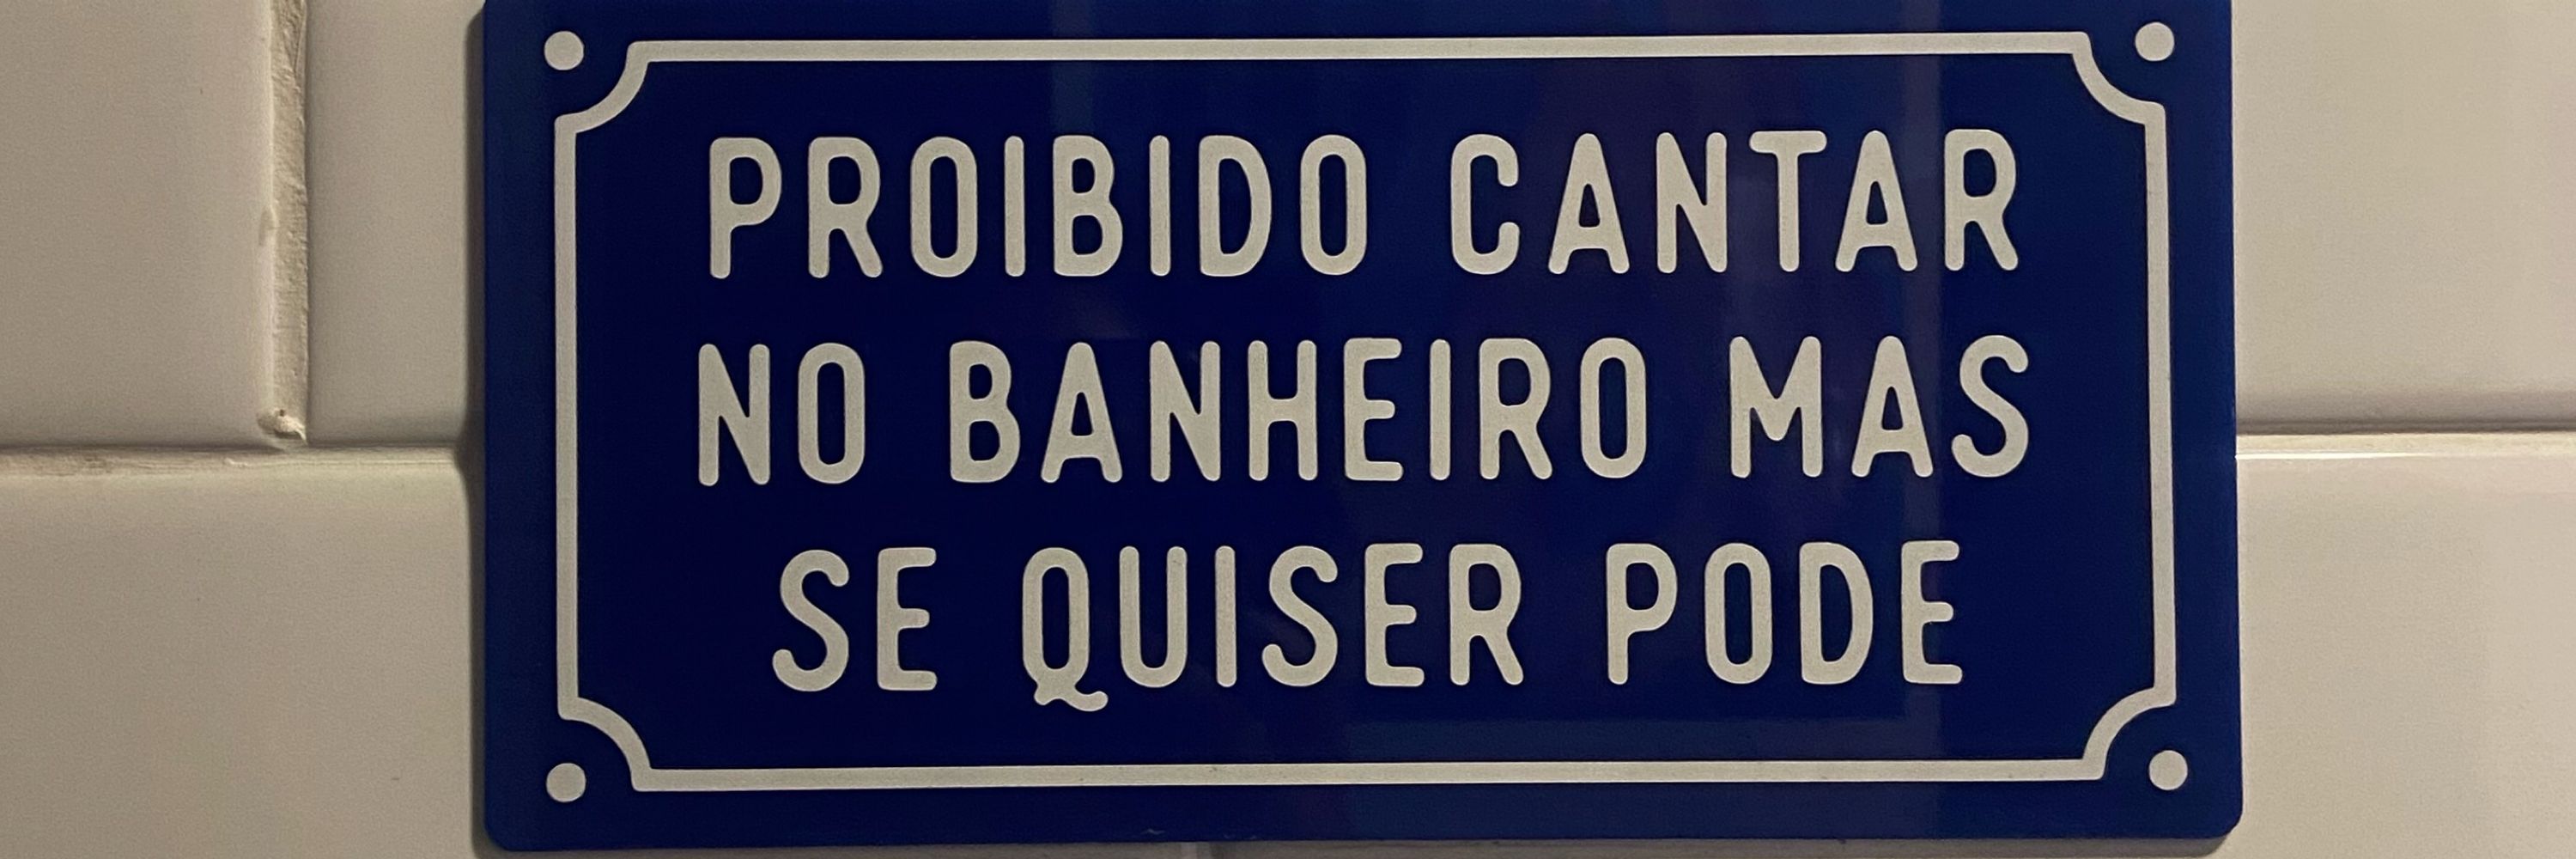 PROIBIDO CANTAR
NO BANHEIRO MAS
SE QUISER PODE